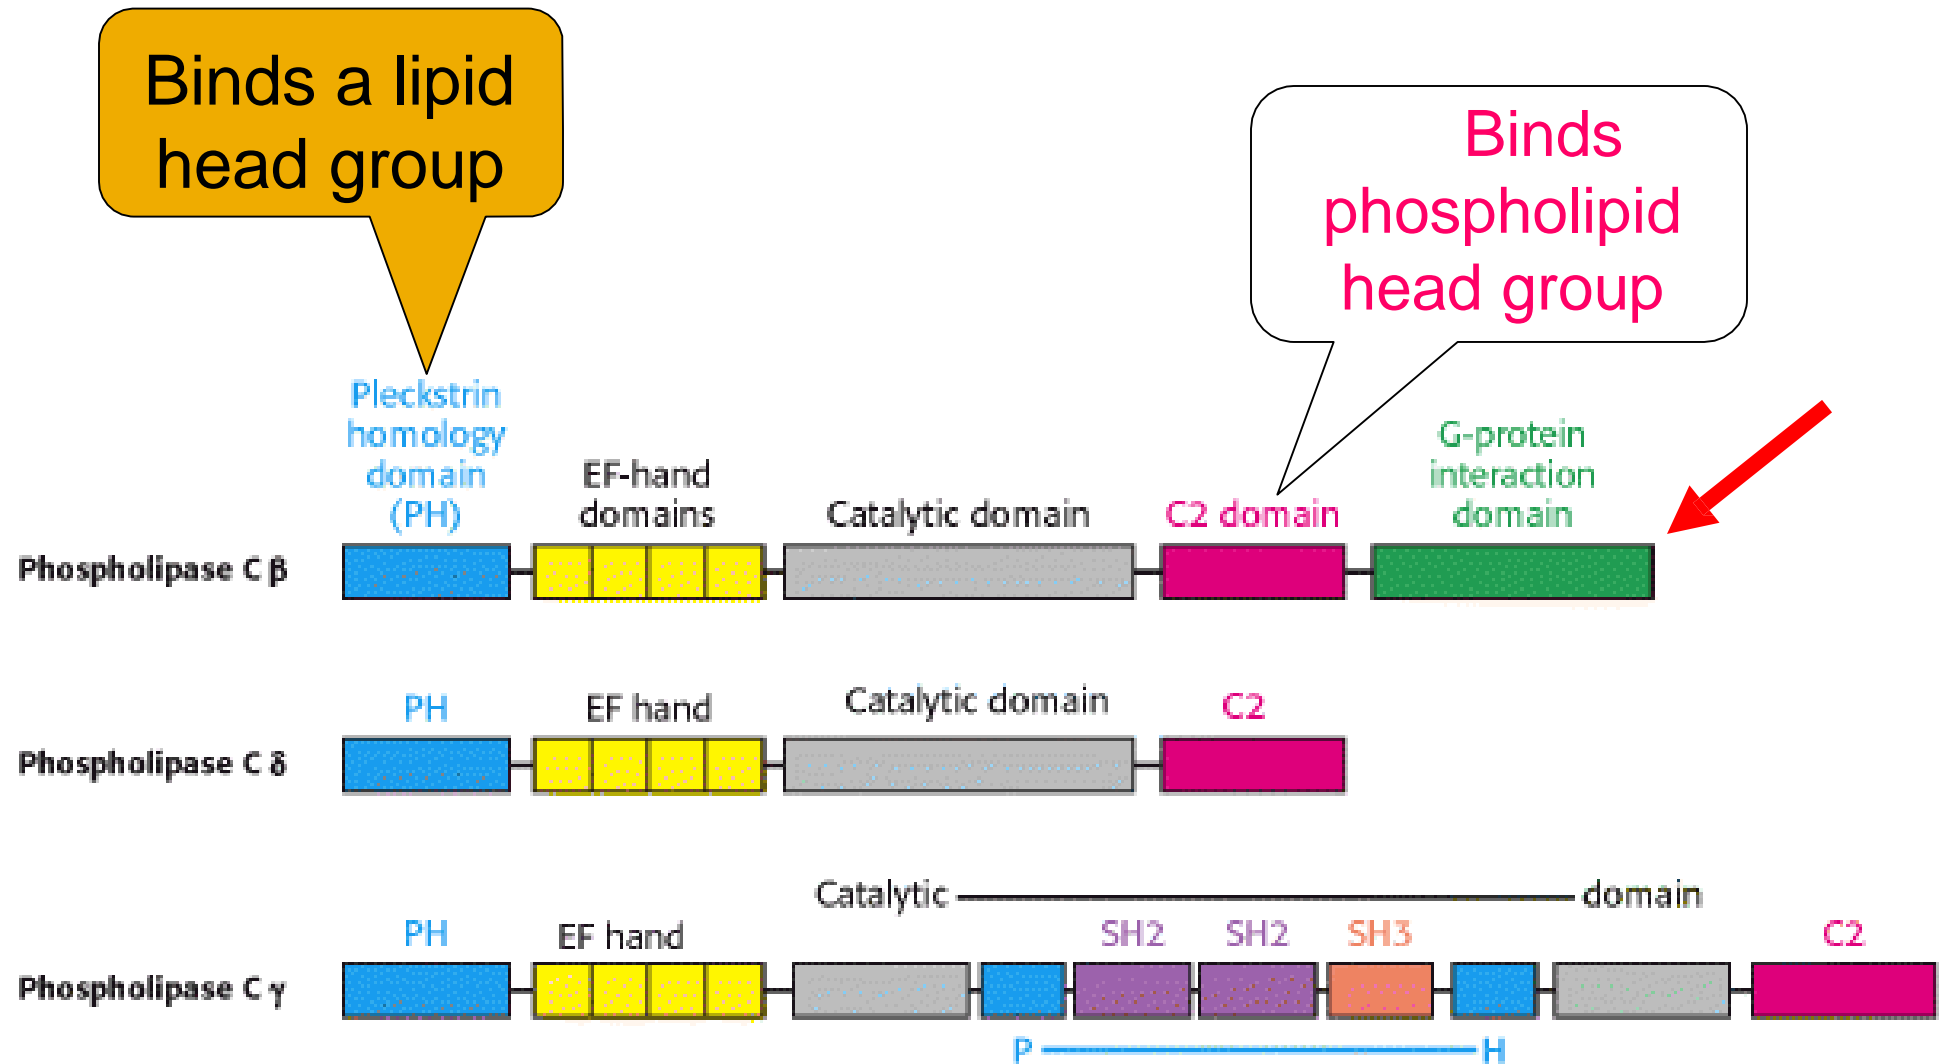 Binds a lipid
head group
Binds
phospholipid
head group
Pleckstrin
homology
domain
(PH)
EF-hand
domains
Catalytic domain
C2 domain
G-protein
interaction
domain
Phospholipase C β
PH
EF hand
Catalytic domain
C2
Phospholipase C δ
Catalytic domain
PH
EF hand
SH2
SH2
SH3
C2
Phospholipase C γ
P H